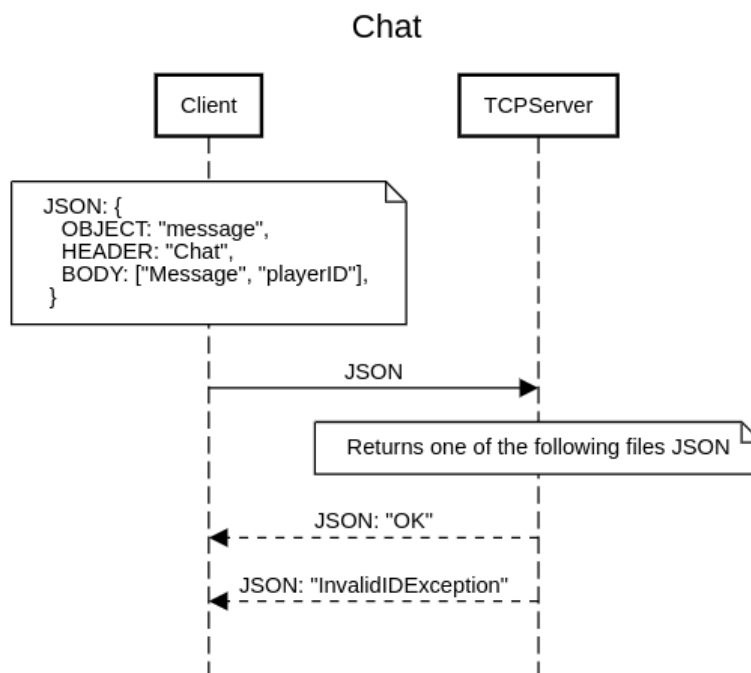 Chat
Client
TCPServer
JSON: {
OBJECT: "message",
HEADER: "Chat",
BODY: ["Message", "playerID"],
}
JSON
Returns one of the following files JSON
JSON: "OK"
JSON: "InvalidIDException"